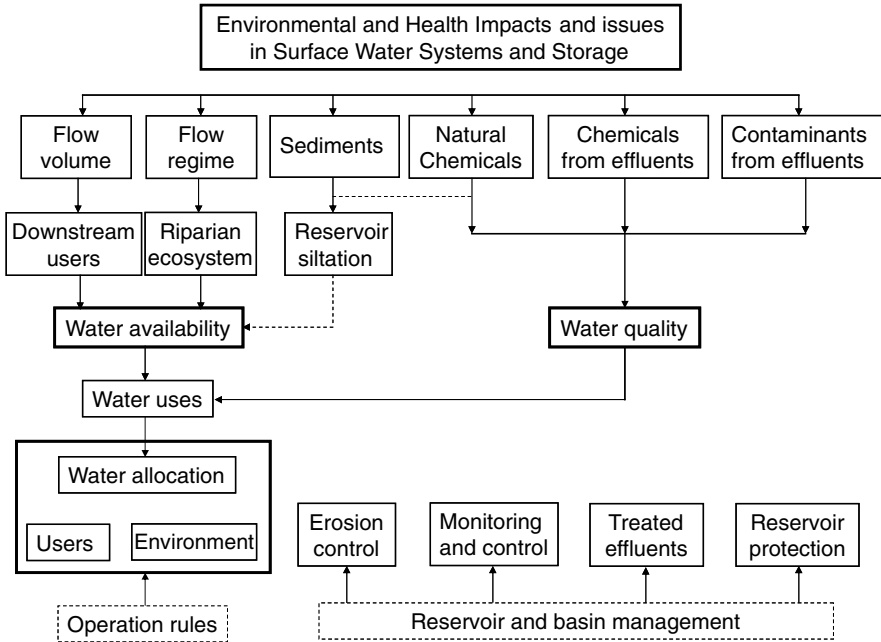 Environmental and Health Impacts and issues
in Surface Water Systems and Storage
Flow
volume
Flow
regime
Sediments
Natural
Chemicals
Chemicals
from effluents
Contaminants
from effluents
Downstream
users
Riparian
ecosystem
Reservoir
siltation
Water availability
Water quality
Water uses
Water allocation
Users
Environment
Erosion
control
Monitoring
and control
Treated
effluents
Reservoir
protection
Operation rules
Reservoir and basin management